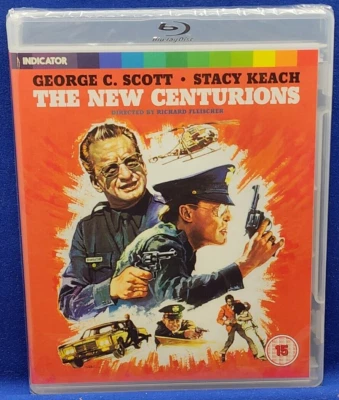 Blu-ray Disc
INDICATOR
GEORGE C. SCOTT • STACY KEACH
THE NEW CENTURIONS
DIRECTED BY RICHARD FLEISCHER
15